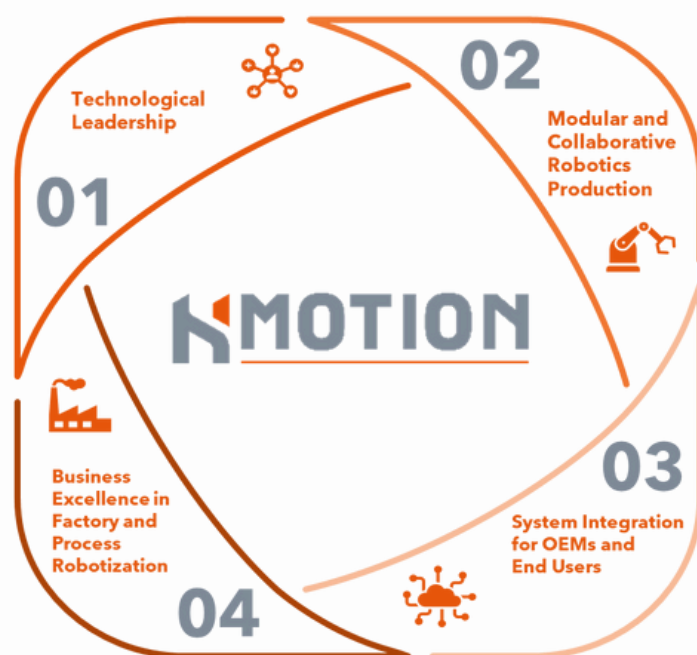 Technological
Leadership
01
02
Modular and
Collaborative
Robotics
Production
MOTION
03
System Integration
for OEMs and
End Users
Business
Excellence in
Factory and
Process
Robotization
04